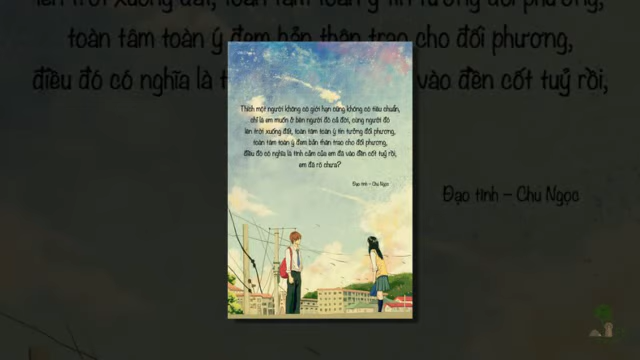 lên trời xuống đất, toàn tâm toàn ý tin tưởng đối phương,
toàn tâm toàn ý đem bản thân trao cho đối phương,
điều đó có nghĩa là t
vào đến cốt tuỷ rồi,
Đạo tình – Chu Ngọc
Thích một người không có giới hạn cũng không có tiêu chuẩn,
chỉ là em muốn ở bên người đó cả đời, cùng người đó
lên trời xuống đất, toàn tâm toàn ý tin tưởng đối phương,
toàn tâm toàn ý đem bản thân trao cho đối phương,
điều đó có nghĩa là tình cảm của em đã vào đến cốt tuỷ rồi,
em đã rõ chưa?
Đạo tình – Chu Ngọc